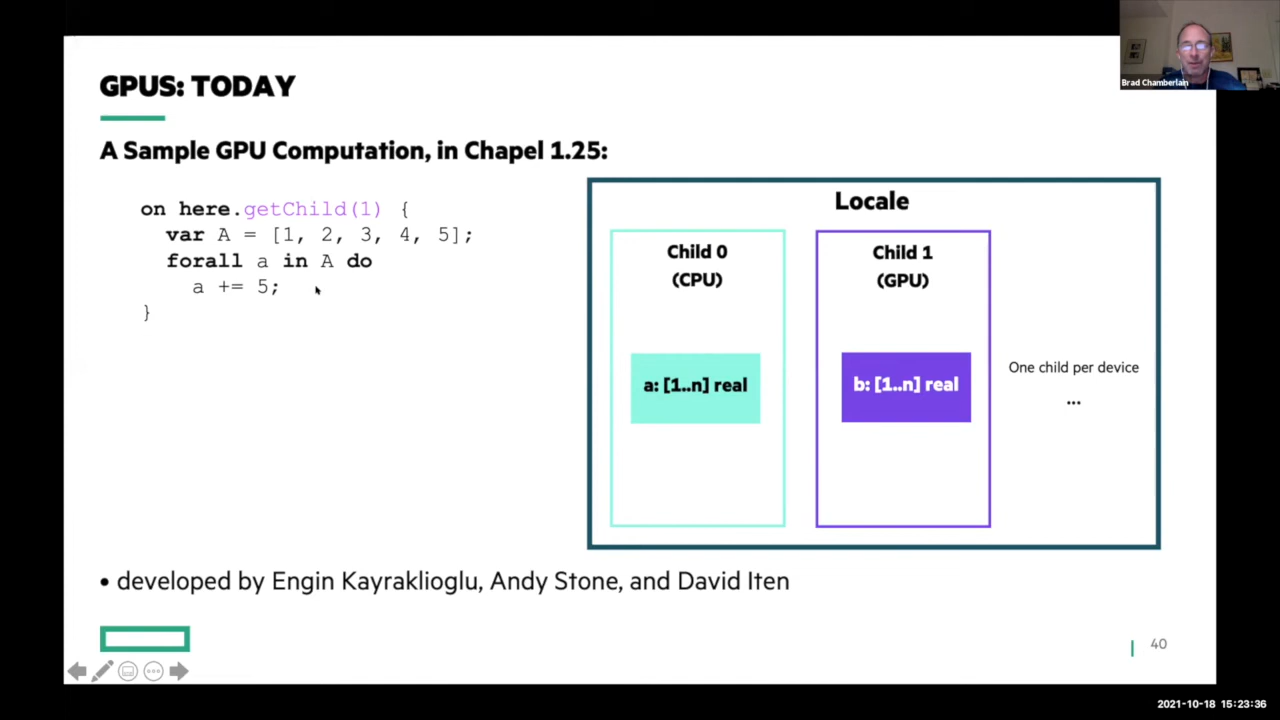 Brad Chamberlain
GPUS: TODAY
A Sample GPU Computation, in Chapel 1.25:
on here.getChild(1) {
var A = [1, 2, 3, 4, 5];
forall a in A do
a += 5;
}
Locale
Child 0
(CPU)
a: [1..n] real
Child 1
(GPU)
b: [1..n] real
One child per device
...
• developed by Engin Kayraklioglu, Andy Stone, and David Iten
40
2021-10-18 15:23:36